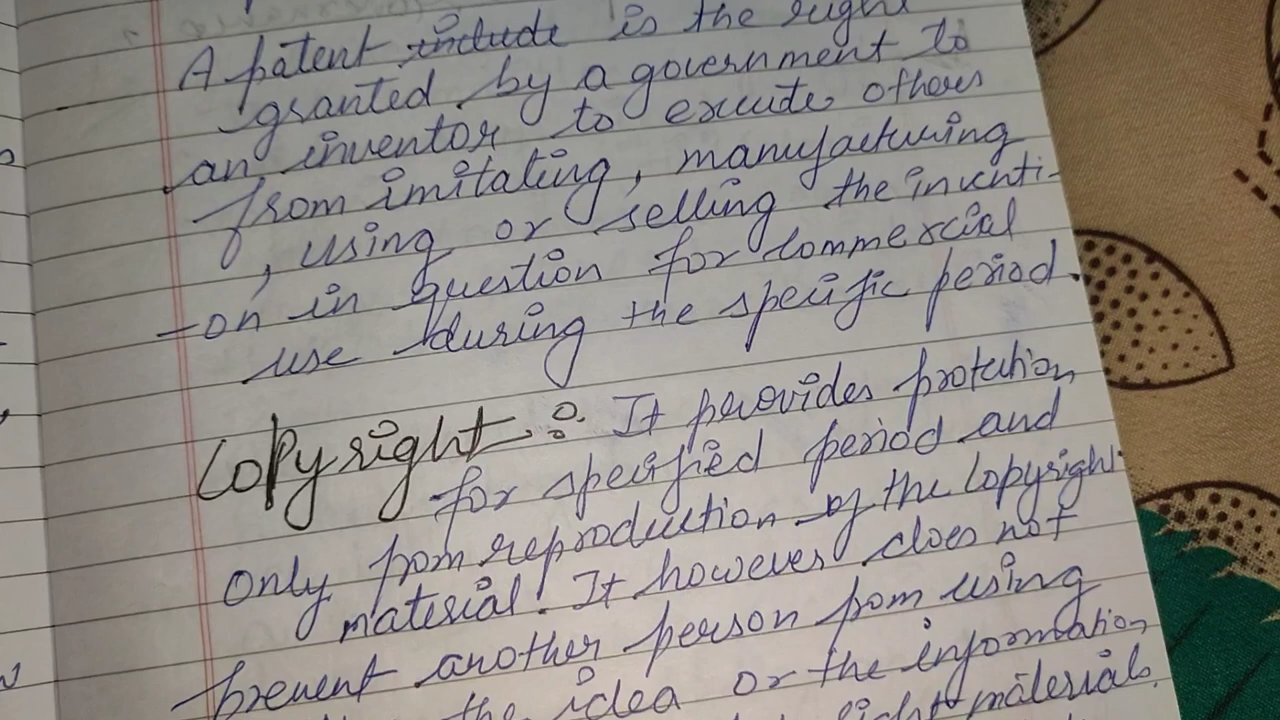 A patent include is the right
granted by a government to
an inventor to excute others
from imitating, manufacturing
, using or selling the inventi-
-on in question for commercial
use during the specific period.
Copyright :- It provides protection
for specified period and
only from reproduction of the copyright
material. It however does not
prevent another person from using
the idea or the information
materials.